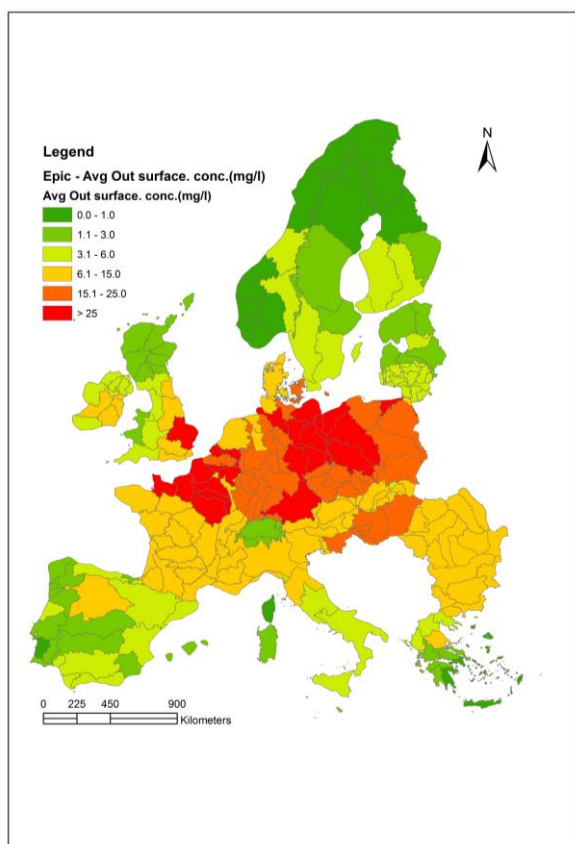 N
Legend
Epic - Avg Out surface. conc.(mg/l)
Avg Out surface. conc.(mg/l)
0.0 - 1.0
1.1 - 3.0
3.1 - 6.0
6.1 - 15.0
15.1 - 25.0
> 25
0 225 450 900
Kilometers